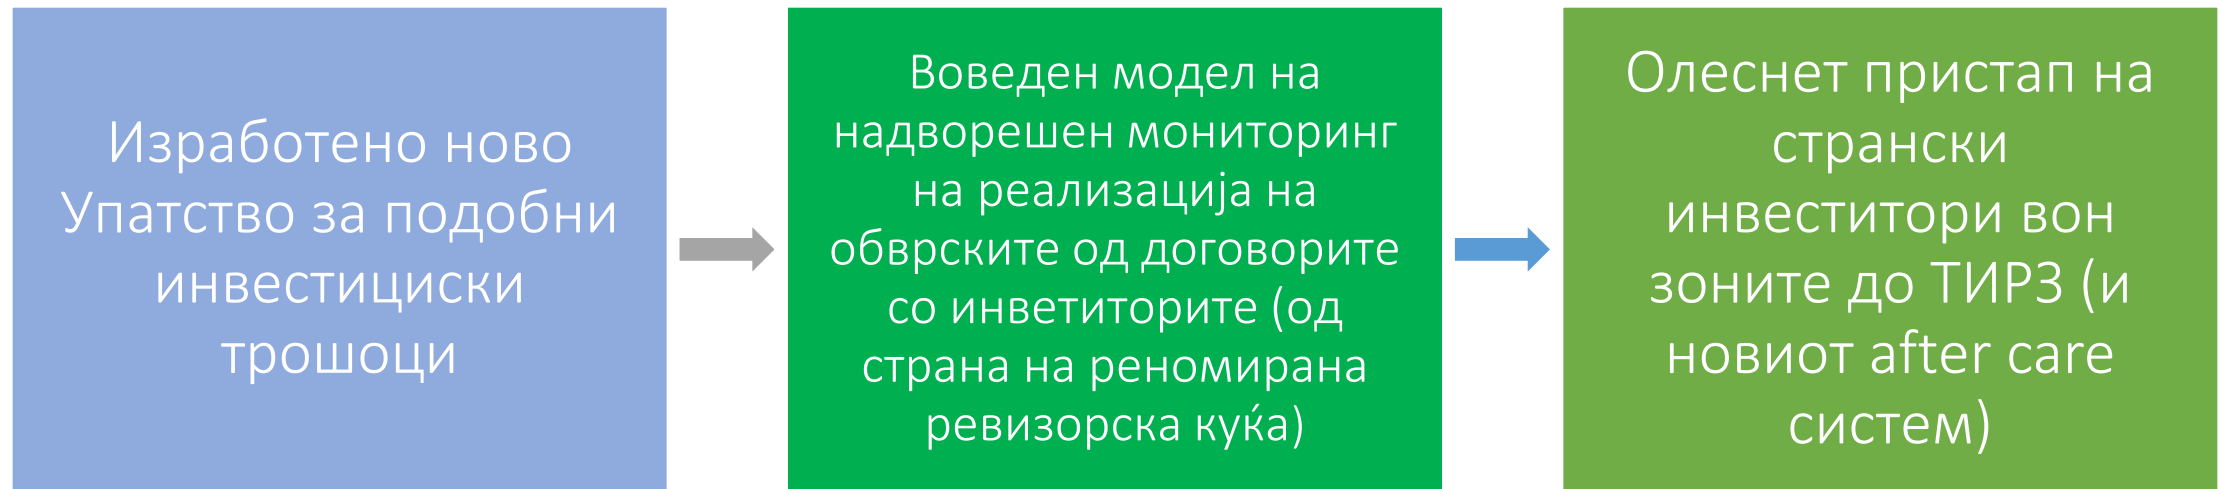 Изработено ново
Упатство за подобни
инвестициски
трошоци
Воведен модел на
надворешен мониторинг
на реализација на
обврските од договорите
со инветиторите (од
страна на реномирана
ревизорска куќа)
Олеснет пристап на
странски
инвеститори вон
зоните до ТИРЗ (и
новиот after care
систем)